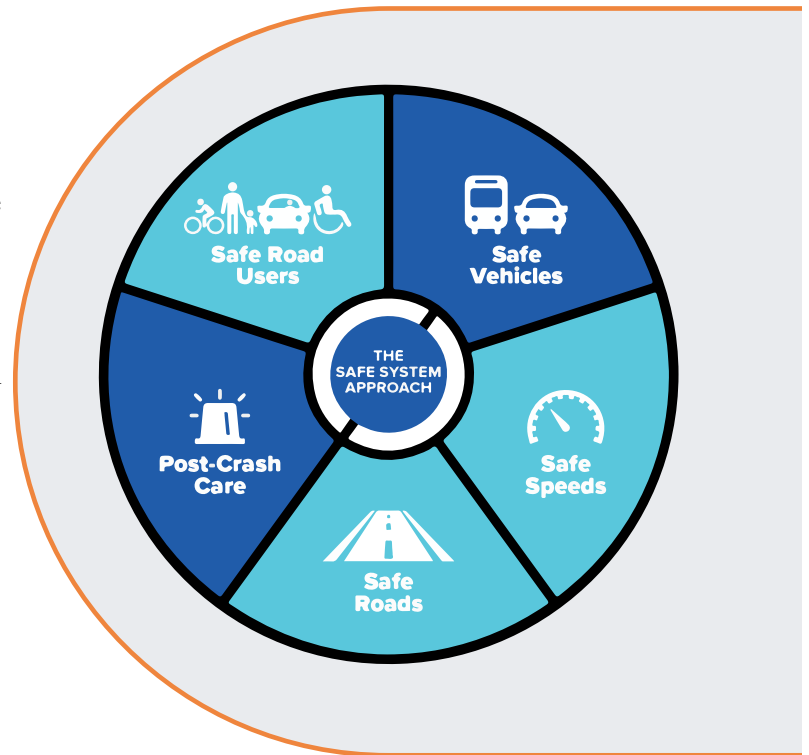 Safe Road
Users
Safe
Vehicles
THE
SAFE SYSTEM
APPROACH
Post-Crash
Care
Safe
Speeds
Safe
Roads